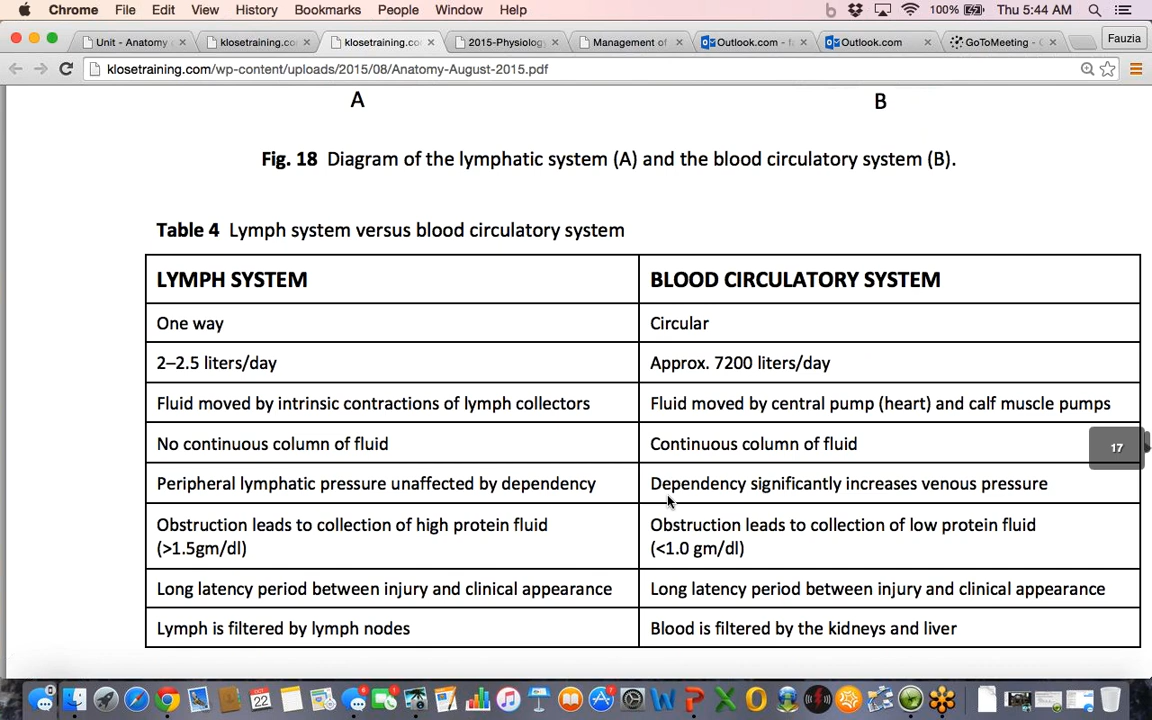 Chrome File Edit View History Bookmarks People Window Help 100% Thu 5:44 AM
Unit - Anatomy klosetraining.co klosetraining.co 2015-Physiology Management of Outlook.com - Outlook.com GoToMeeting - Fauzia
klosetraining.com/wp-content/uploads/2015/08/Anatomy-August-2015.pdf
A B
Fig. 18 Diagram of the lymphatic system (A) and the blood circulatory system (B).
Table 4 Lymph system versus blood circulatory system
LYMPH SYSTEM BLOOD CIRCULATORY SYSTEM
One way Circular
2–2.5 liters/day Approx. 7200 liters/day
Fluid moved by intrinsic contractions of lymph collectors Fluid moved by central pump (heart) and calf muscle pumps
No continuous column of fluid Continuous column of fluid
17
Peripheral lymphatic pressure unaffected by dependency Dependency significantly increases venous pressure
Obstruction leads to collection of high protein fluid Obstruction leads to collection of low protein fluid
(>1.5gm/dl) (<1.0 gm/dl)
Long latency period between injury and clinical appearance Long latency period between injury and clinical appearance
Lymph is filtered by lymph nodes Blood is filtered by the kidneys and liver
OCT
22